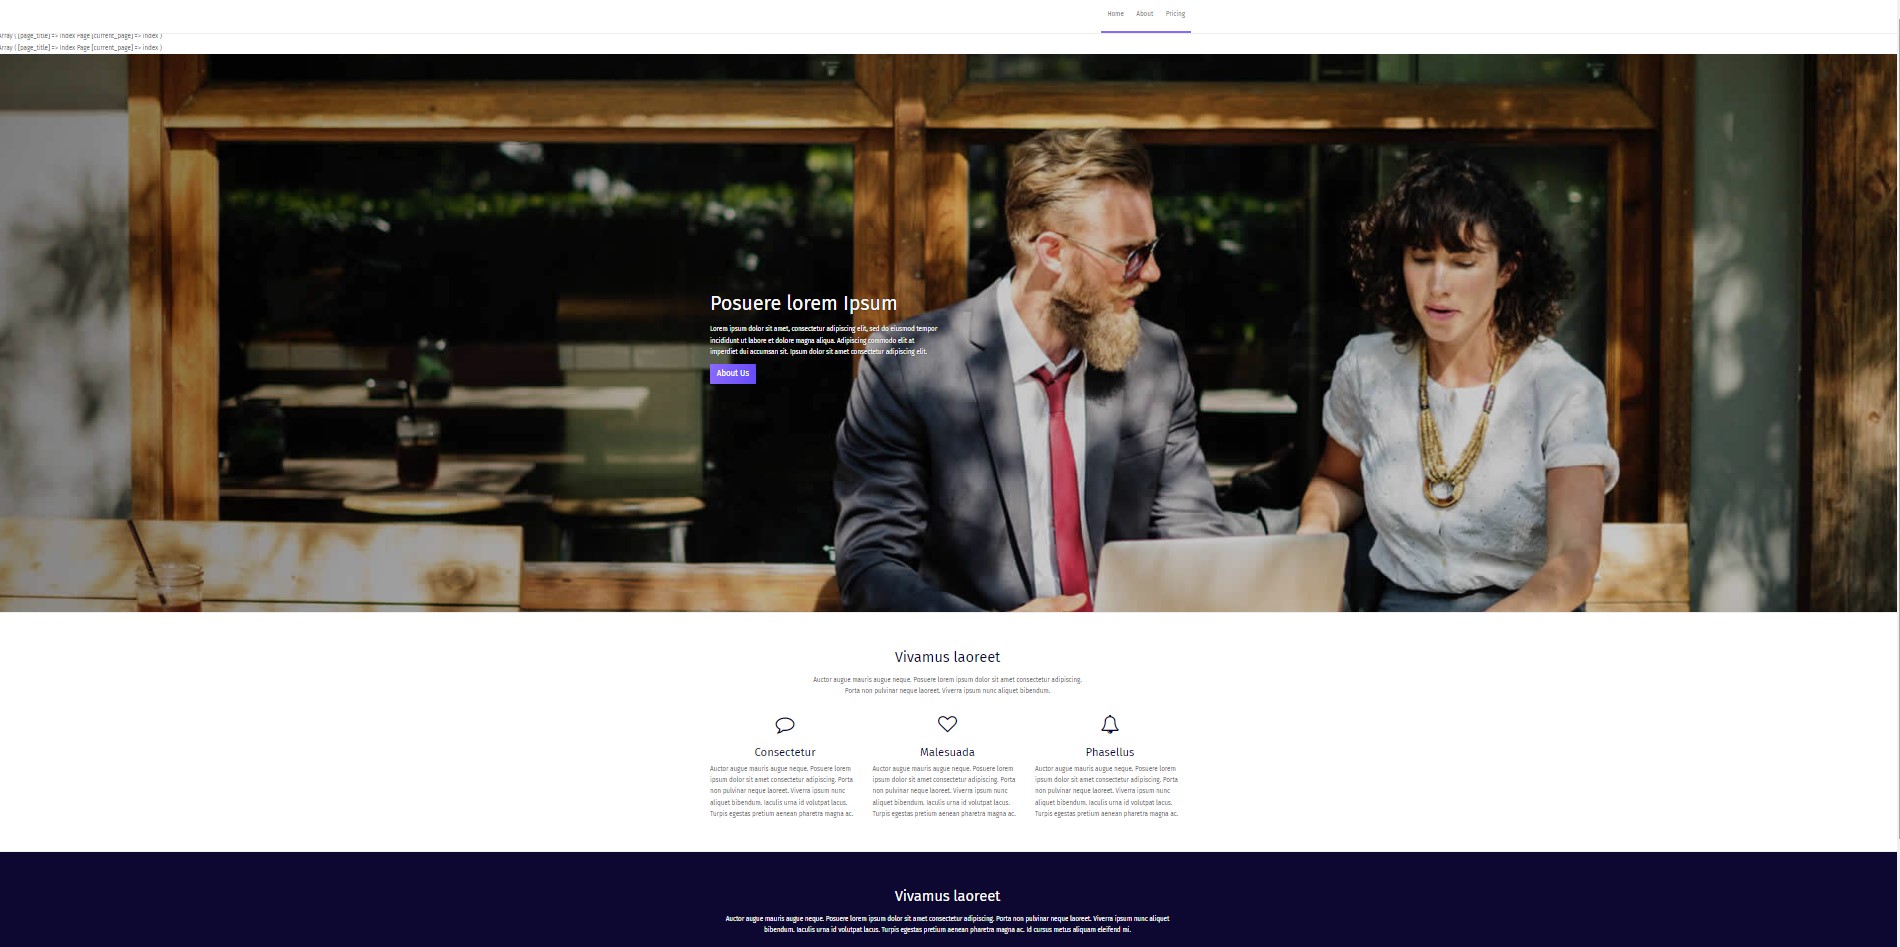 Home About Pricing
Array ( [page_title] => Index Page [current_page] => index )
Array ( [page_title] => Index Page [current_page] => index )
Posuere lorem Ipsum
Lorem ipsum dolor sit amet, consectetur adipiscing elit, sed do eiusmod tempor
incididunt ut labore et dolore magna aliqua. Adipiscing commodo elit at
imperdiet dui accumsan sit. Ipsum dolor sit amet consectetur adipiscing elit.
About Us
Vivamus laoreet
Auctor augue mauris augue neque. Posuere lorem ipsum dolor sit amet consectetur adipiscing.
Porta non pulvinar neque laoreet. Viverra ipsum nunc aliquet bibendum.
Consectetur
Auctor augue mauris augue neque. Posuere lorem
ipsum dolor sit amet consectetur adipiscing. Porta
non pulvinar neque laoreet. Viverra ipsum nunc
aliquet bibendum. Iaculis urna id volutpat lacus.
Turpis egestas pretium aenean pharetra magna ac.
Malesuada
Auctor augue mauris augue neque. Posuere lorem
ipsum dolor sit amet consectetur adipiscing. Porta
non pulvinar neque laoreet. Viverra ipsum nunc
aliquet bibendum. Iaculis urna id volutpat lacus.
Turpis egestas pretium aenean pharetra magna ac.
Phasellus
Auctor augue mauris augue neque. Posuere lorem
ipsum dolor sit amet consectetur adipiscing. Porta
non pulvinar neque laoreet. Viverra ipsum nunc
aliquet bibendum. Iaculis urna id volutpat lacus.
Turpis egestas pretium aenean pharetra magna ac.
Vivamus laoreet
Auctor augue mauris augue neque. Posuere lorem ipsum dolor sit amet consectetur adipiscing. Porta non pulvinar neque laoreet. Viverra ipsum nunc aliquet
bibendum. Iaculis urna id volutpat lacus. Turpis egestas pretium aenean pharetra magna ac. Id cursus metus aliquam eleifend mi.